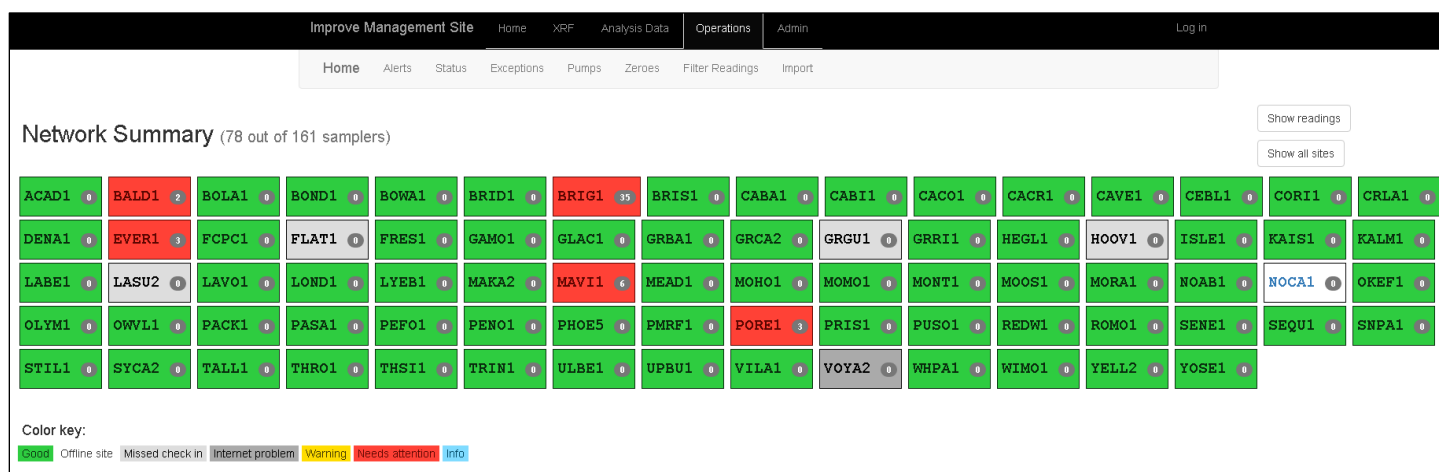 Improve Management Site Home XRF Analysis Data Operations Admin Log in
Home Alerts Status Exceptions Pumps Zeroes Filter Readings Import
Show readings
Network Summary (78 out of 161 samplers)
Show all sites
ACAD1 0 BALD1 2 BOLA1 0 BOND1 0 BOWA1 0 BRID1 0 BRIG1 35 BRIS1 0 CABA1 0 CABI1 0 CACO1 0 CACR1 0 CAVE1 0 CEBL1 0 CORI1 0 CRLA1 0
DENA1 0 EVER1 3 FCPC1 0 FLAT1 0 FRES1 0 GAMO1 0 GLAC1 0 GRBA1 0 GRCA2 0 GRGU1 0 GRRI1 0 HEGL1 0 HOOV1 0 ISLE1 0 KAIS1 0 KALM1 0
LABE1 0 LASU2 0 LAVO1 0 LOND1 0 LYEB1 0 MAKA2 0 MAVI1 6 MEAD1 0 MOHO1 0 MOMO1 0 MONT1 0 MOOS1 0 MORA1 0 NOAB1 0 NOCA1 0 OKEF1 0
OLYM1 0 OWVL1 0 PACK1 0 PASA1 0 PEFO1 0 PENO1 0 PHOE5 0 PMRF1 0 PORE1 3 PRIS1 0 PUSO1 0 REDW1 0 ROMO1 0 SENE1 0 SEQU1 0 SNPA1 0
STIL1 0 SYCA2 0 TALL1 0 THRO1 0 THSI1 0 TRIN1 0 ULBE1 0 UPBU1 0 VILA1 0 VOYA2 0 WHPA1 0 WIMO1 0 YELL2 0 YOSE1 0
Color key:
Good Offline site Missed check in Internet problem Warning Needs attention Info